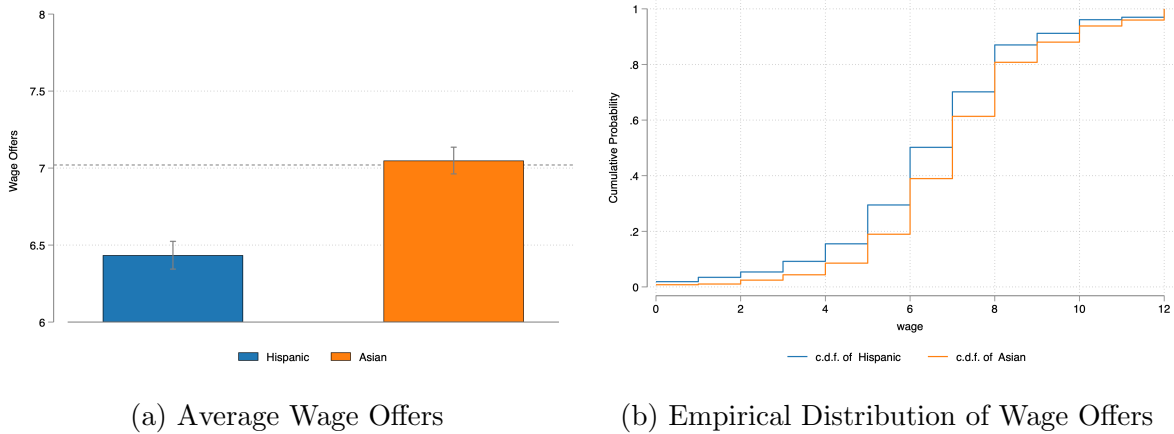 8
7.5
7
6.5
6
Wage Offers
Hispanic Asian
(a) Average Wage Offers
1
.8
.6
.4
.2
0
Cumulative Probability
0 2 4 6 8 10 12
wage
c.d.f. of Hispanic c.d.f. of Asian
(b) Empirical Distribution of Wage Offers